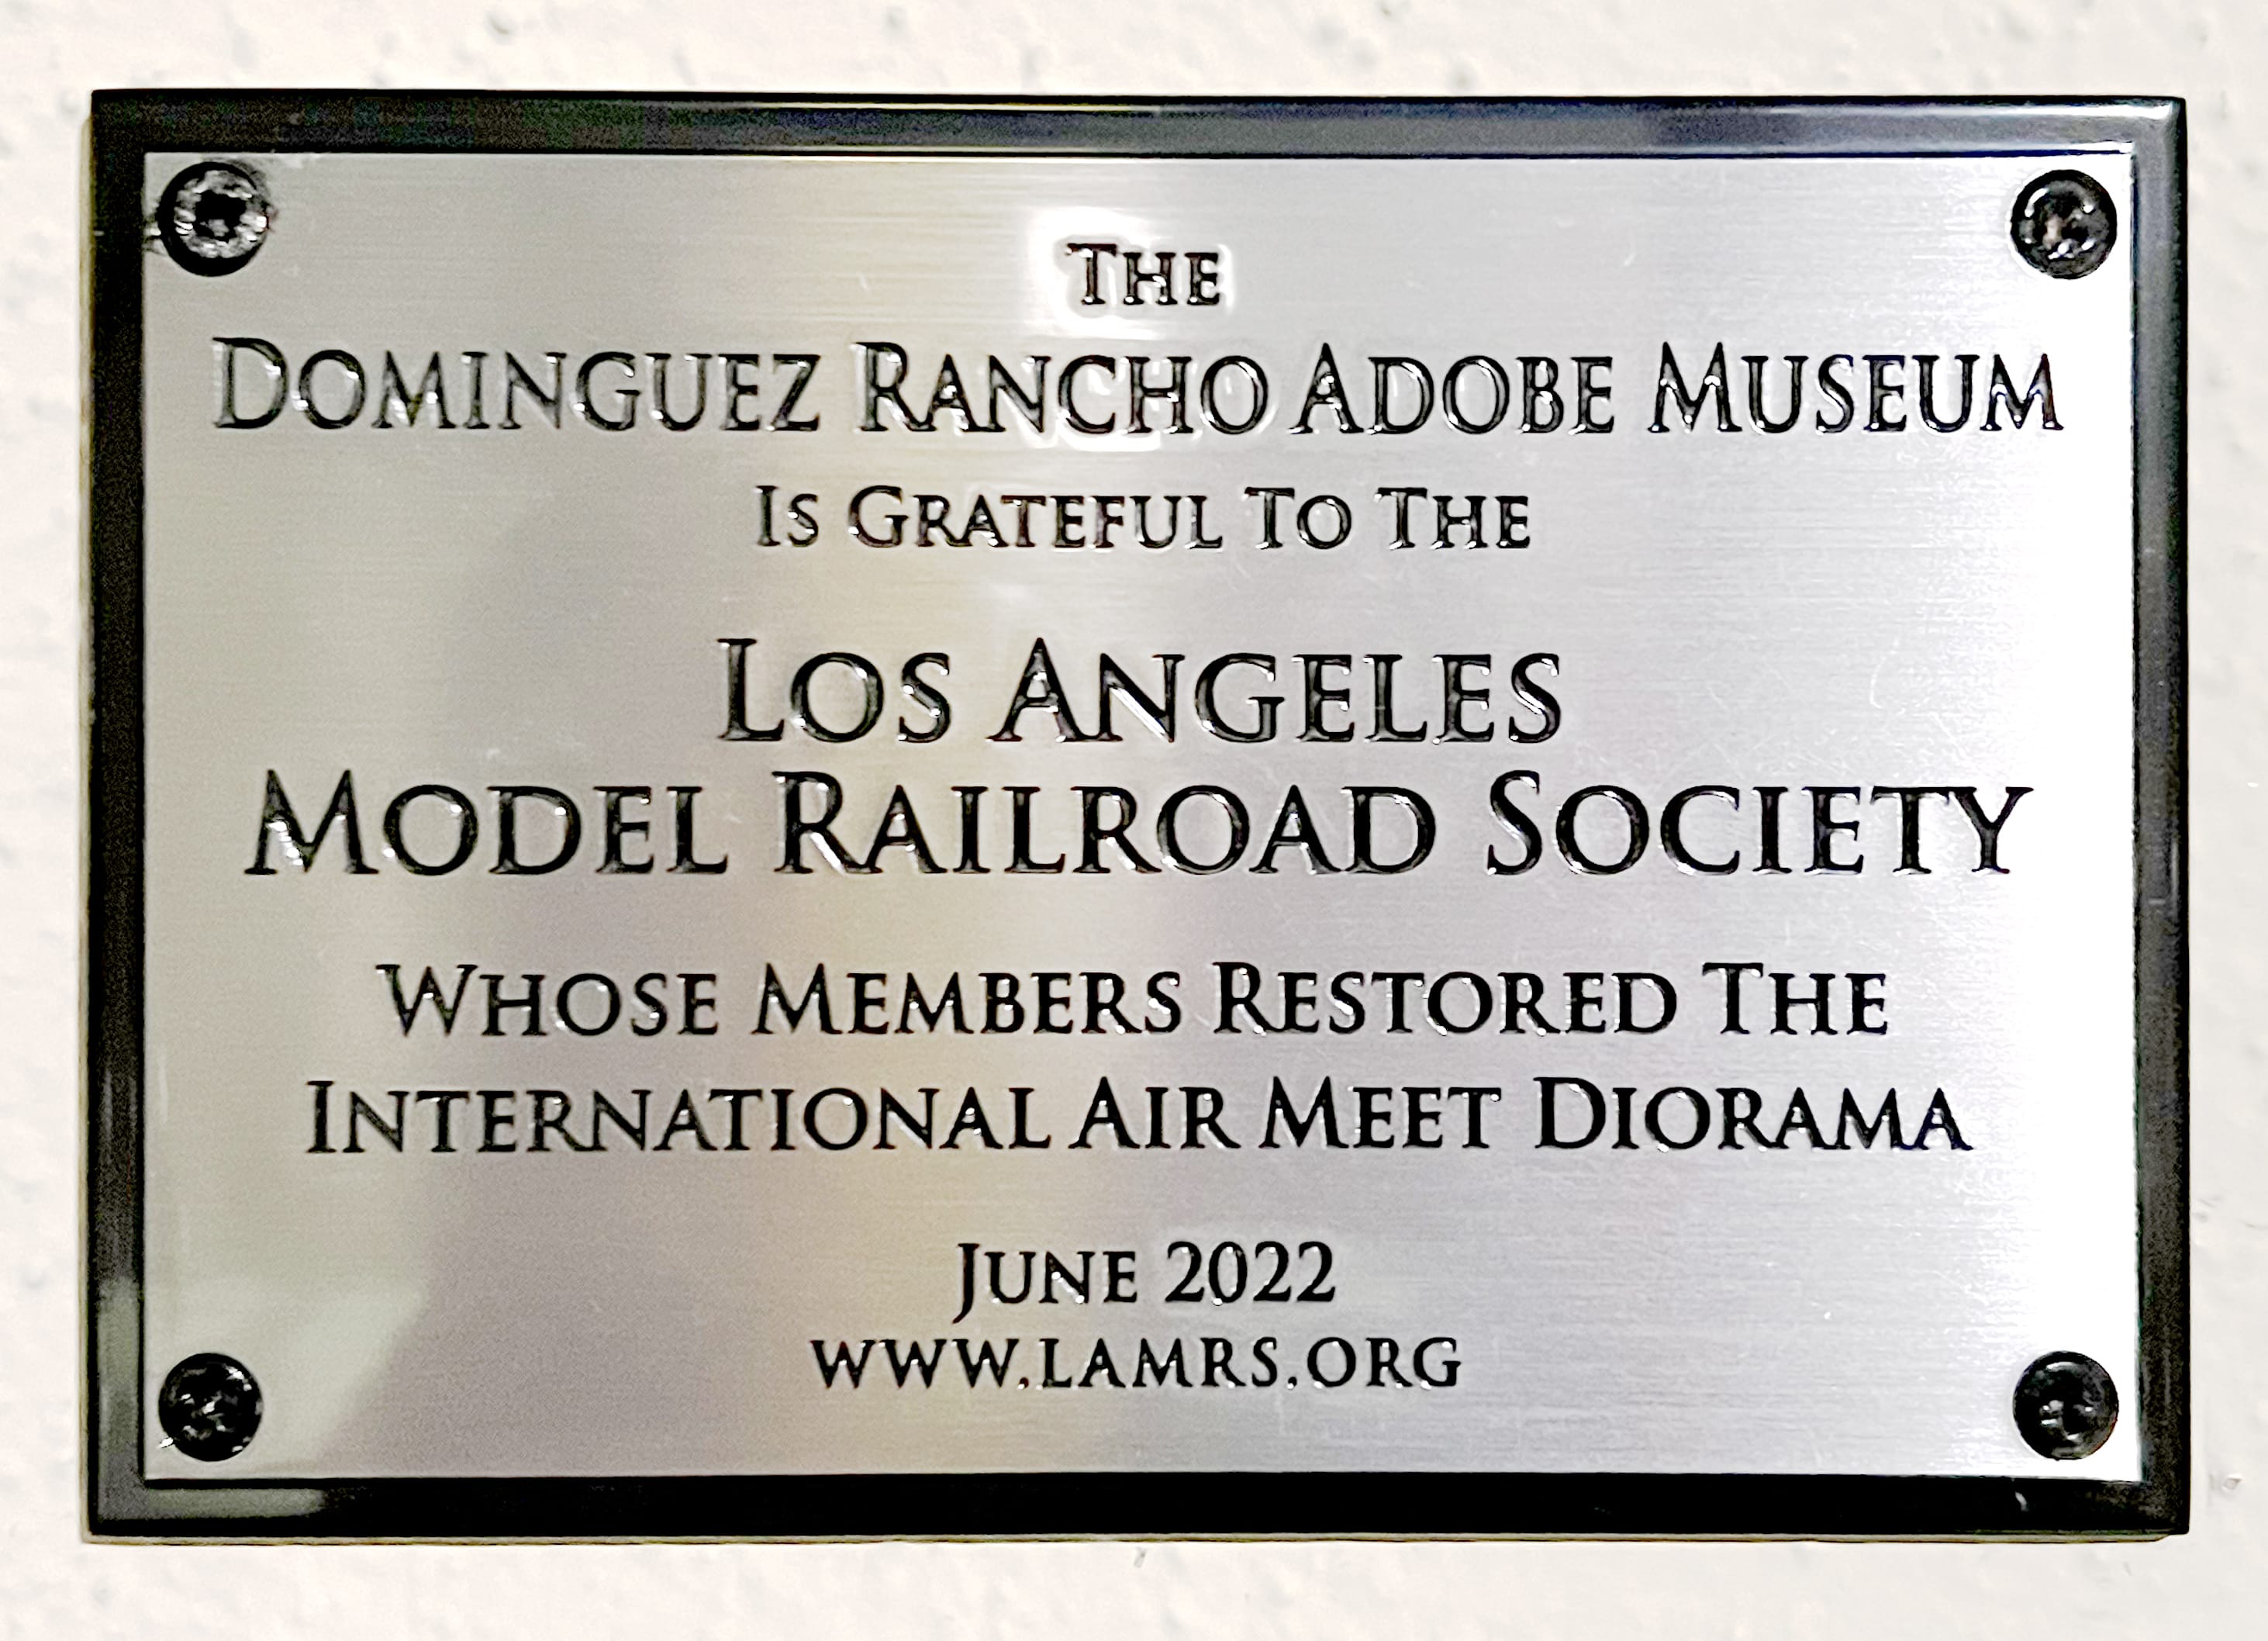 The
Dominguez Rancho Adobe Museum
Is Grateful To The
Los Angeles
Model Railroad Society
Whose Members Restored The
International Air Meet Diorama
June 2022
www.lamrs.org